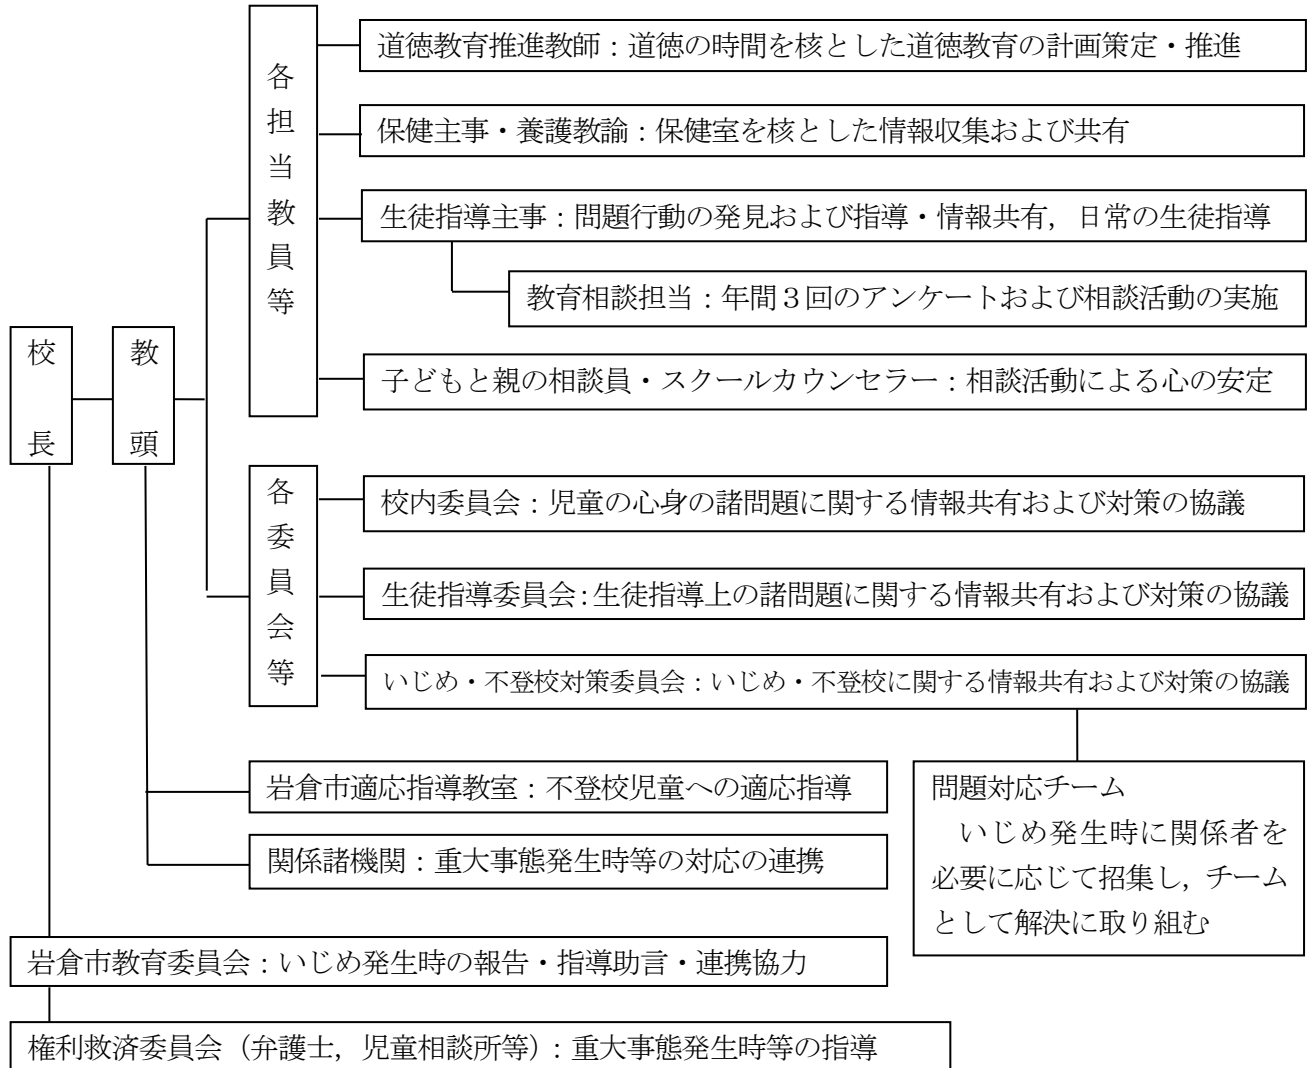 各担当教員等
道徳教育推進教師：道徳の時間を核とした道徳教育の計画策定・推進
保健主事・養護教諭：保健室を核とした情報収集および共有
生徒指導主事：問題行動の発見および指導・情報共有，日常の生徒指導
教育相談担当：年間３回のアンケートおよび相談活動の実施
子どもと親の相談員・スクールカウンセラー：相談活動による心の安定
校長
教頭
各委員会等
校内委員会：児童の心身の諸問題に関する情報共有および対策の協議
生徒指導委員会：生徒指導上の諸問題に関する情報共有および対策の協議
いじめ・不登校対策委員会：いじめ・不登校に関する情報共有および対策の協議
岩倉市適応指導教室：不登校児童への適応指導
関係諸機関：重大事態発生時等の対応の連携
問題対応チーム
いじめ発生時に関係者を
必要に応じて招集し，チーム
として解決に取り組む
岩倉市教育委員会：いじめ発生時の報告・指導助言・連携協力
権利救済委員会（弁護士，児童相談所等）：重大事態発生時等の指導